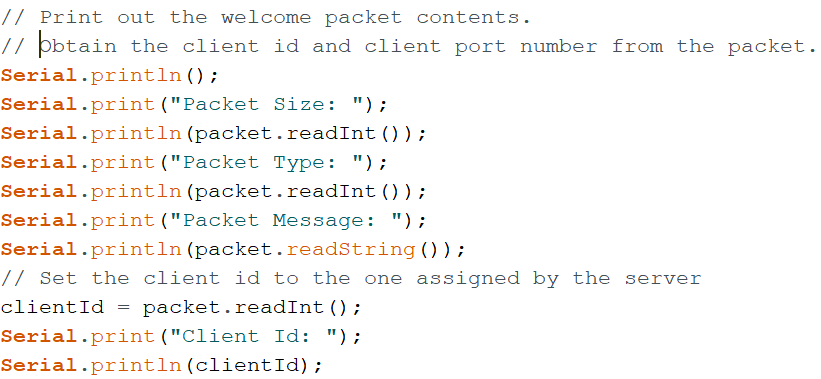 // Print out the welcome packet contents.
// Obtain the client id and client port number from the packet.
Serial.println();
Serial.print("Packet Size: ");
Serial.println(packet.readInt());
Serial.print("Packet Type: ");
Serial.println(packet.readInt());
Serial.print("Packet Message: ");
Serial.println(packet.readString());
// Set the client id to the one assigned by the server
clientId = packet.readInt();
Serial.print("Client Id: ");
Serial.println(clientId);